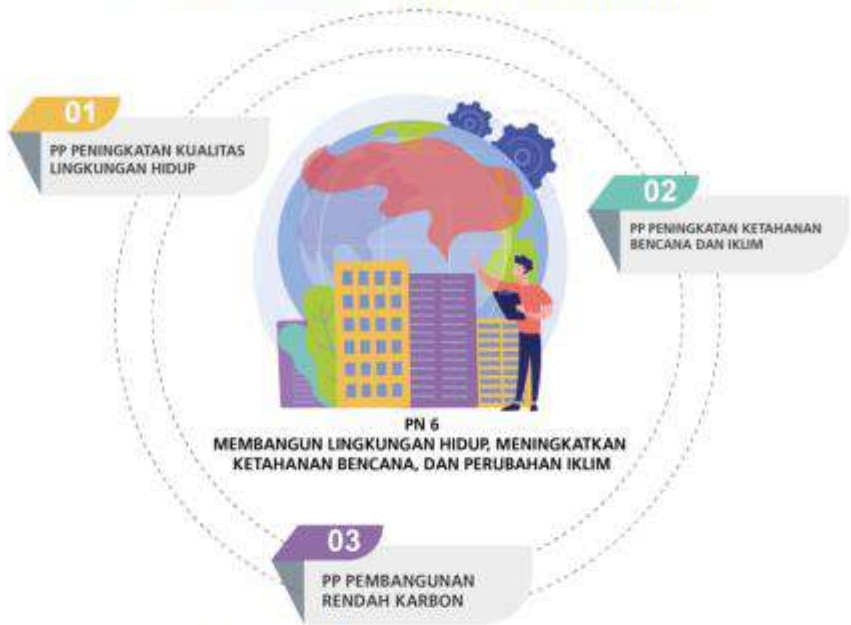 01
PP PENINGKATAN KUALITAS
LINGKUNGAN HIDUP
02
PP PENINGKATAN KETAHANAN
BENCANA DAN IKLIM
PN 6
MEMBANGUN LINGKUNGAN HIDUP, MENINGKATKAN
KETAHANAN BENCANA, DAN PERUBAHAN IKLIM
03
PP PEMBANGUNAN
RENDAH KARBON